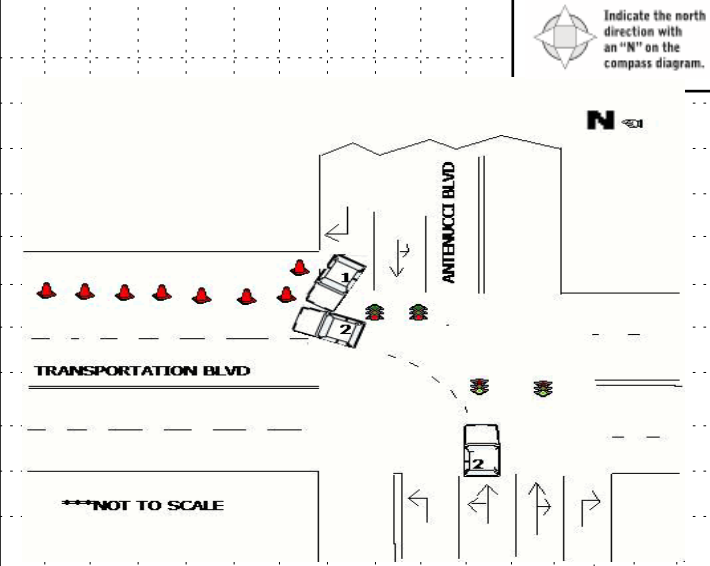 Indicate the north
direction with
an "N" on the
compass diagram.
N
ANTENUCCI BLVD
1
2
TRANSPORTATION BLVD
2
***NOT TO SCALE